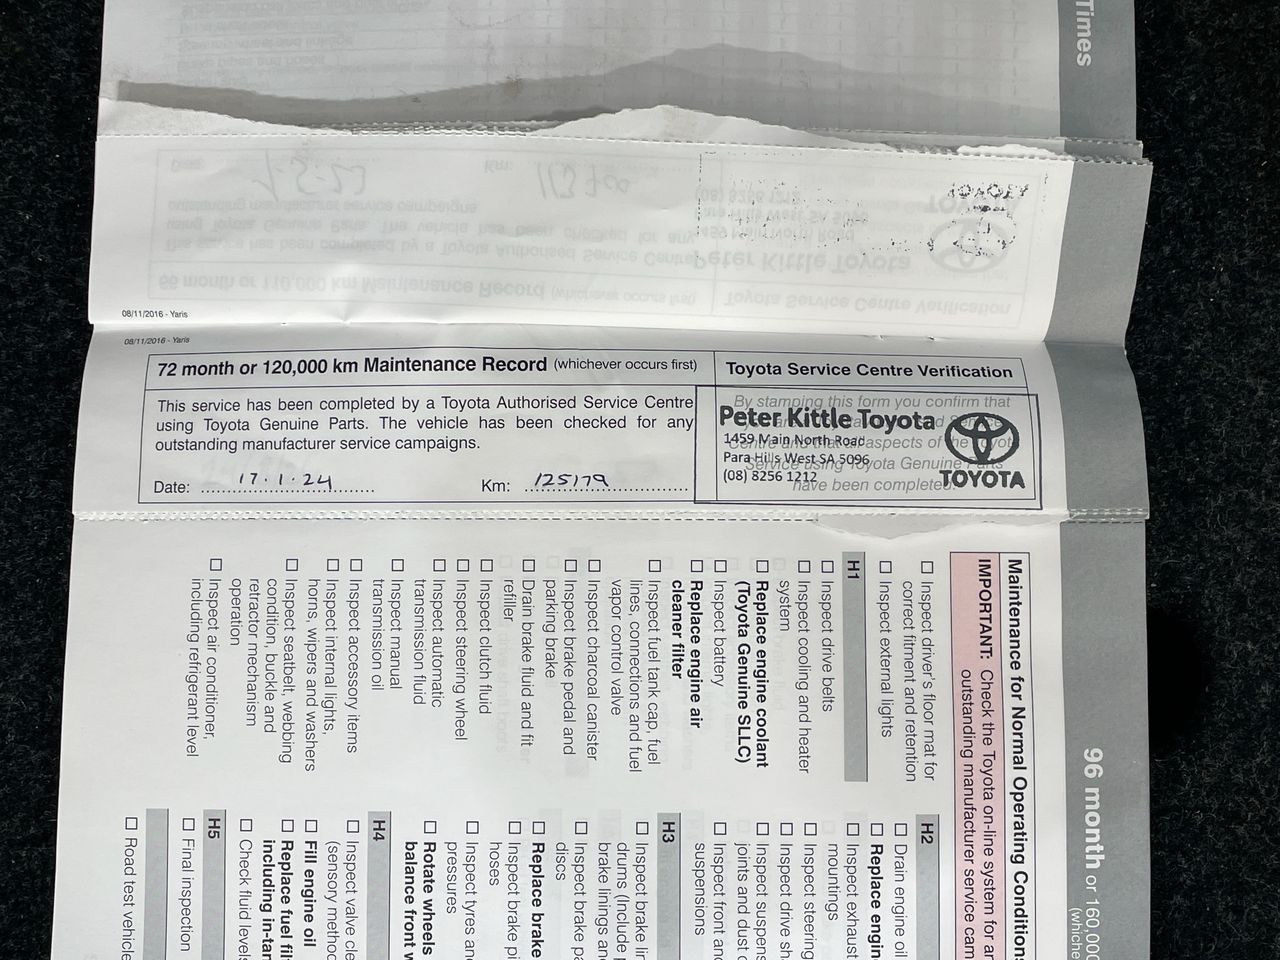 Times
08/11/2016 - Yaris
08/11/2016 - Yaris
72 month or 120,000 km Maintenance Record (whichever occurs first)
Toyota Service Centre Verification
This service has been completed by a Toyota Authorised Service Centre
using Toyota Genuine Parts. The vehicle has been checked for any
outstanding manufacturer service campaigns.
Date: 17.1.24
Km: 125179
By stamping this form you confirm that
Peter Kittle Toyota
1459 Main North Road
Para Hills West SA 5096
(08) 8256 1212
Service using Toyota Genuine Parts
have been completed.
TOYOTA
96 month or 160,000
(whiche
Maintenance for Normal Operating Conditions
IMPORTANT: Check the Toyota on-line system for an
outstanding manufacturer service cam
☐ Inspect driver's floor mat for
correct fitment and retention
☐ Inspect external lights
H1
☐ Inspect drive belts
☐ Inspect cooling and heater
system
☐ Replace engine coolant
(Toyota Genuine SLLC)
☐ Inspect battery
☐ Replace engine air
cleaner filter
☐ Inspect fuel tank cap, fuel
lines, connections and fuel
vapor control valve
☐ Inspect charcoal canister
☐ Inspect brake pedal and
parking brake
☐ Drain brake fluid and fit
refiller
☐ Inspect clutch fluid
☐ Inspect steering wheel
☐ Inspect automatic
transmission fluid
☐ Inspect manual
transmission oil
☐ Inspect accessory items
☐ Inspect internal lights,
horns, wipers and washers
☐ Inspect seatbelt, webbing
condition, buckle and
retractor mechanism
operation
☐ Inspect air conditioner,
including refrigerant level
H2
☐ Drain engine oil
☐ Replace engin
☐ Inspect exhaust
mountings
☐ Inspect steering
☐ Inspect drive sh
☐ Inspect suspens
joints and dust c
☐ Inspect front and
suspensions
H3
☐ Inspect brake lin
drums (Include p
brake linings and
☐ Inspect brake pa
discs
☐ Replace brake
☐ Inspect brake pi
hoses
☐ Inspect tyres and
pressures
☐ Rotate wheels
balance front w
H4
☐ Inspect valve cle
(sensory metho
☐ Fill engine oil
☐ Replace fuel filt
including in-tan
☐ Check fluid levels
H5
☐ Final inspection
☐ Road test vehicle